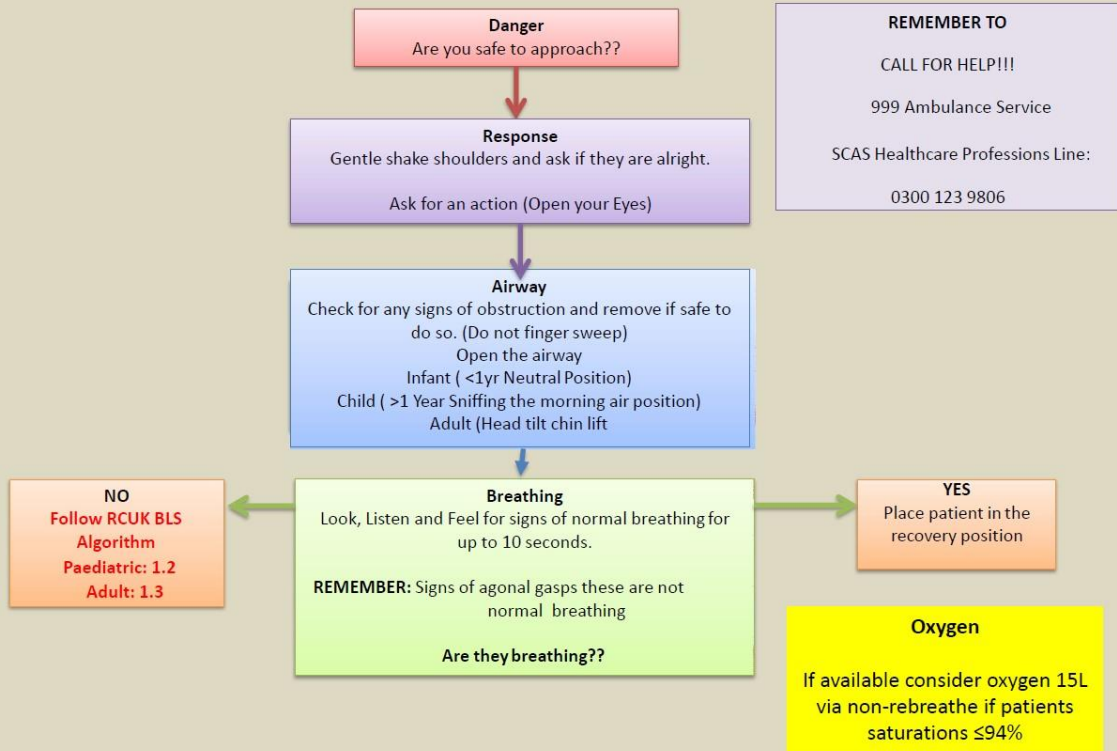 Danger
Are you safe to approach??
REMEMBER TO
CALL FOR HELP!!!
999 Ambulance Service
SCAS Healthcare Professions Line:
0300 123 9806
Response
Gentle shake shoulders and ask if they are alright.
Ask for an action (Open your Eyes)
Airway
Check for any signs of obstruction and remove if safe to
do so. (Do not finger sweep)
Open the airway
Infant ( <1yr Neutral Position)
Child ( >1 Year Sniffing the morning air position)
Adult (Head tilt chin lift
NO
Follow RCUK BLS
Algorithm
Paediatric: 1.2
Adult: 1.3
Breathing
Look, Listen and Feel for signs of normal breathing for
up to 10 seconds.
REMEMBER: Signs of agonal gasps these are not
normal breathing
Are they breathing??
YES
Place patient in the
recovery position
Oxygen
If available consider oxygen 15L
via non-rebreathe if patients
saturations ≤94%